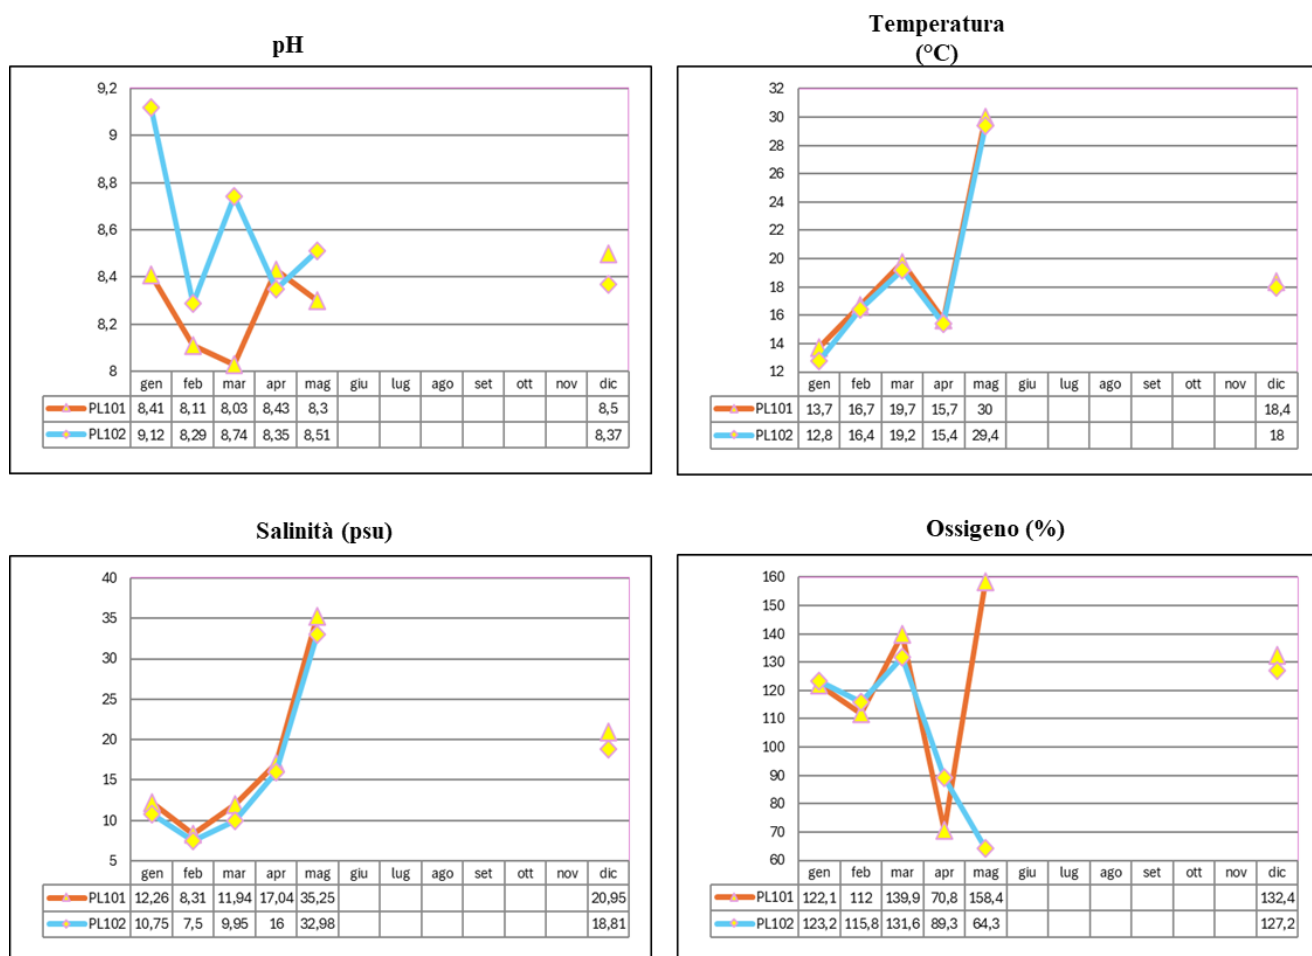 pH
9,2
9
8,8
8,6
8,4
8,2
8
gen feb mar apr mag giu lug ago set ott nov dic
PL101 8,41 8,11 8,03 8,43 8,3 8,5
PL102 9,12 8,29 8,74 8,35 8,51 8,37
Temperatura
(°C)
32
30
28
26
24
22
20
18
16
14
12
gen feb mar apr mag giu lug ago set ott nov dic
PL101 13,7 16,7 19,7 15,7 30 18,4
PL102 12,8 16,4 19,2 15,4 29,4 18
Salinità (psu)
40
35
30
25
20
15
10
5
gen feb mar apr mag giu lug ago set ott nov dic
PL101 12,26 8,31 11,94 17,04 35,25 20,95
PL102 10,75 7,5 9,95 16 32,98 18,81
Ossigeno (%)
160
150
140
130
120
110
100
90
80
70
60
gen feb mar apr mag giu lug ago set ott nov dic
PL101 122,1 112 139,9 70,8 158,4 132,4
PL102 123,2 115,8 131,6 89,3 64,3 127,2